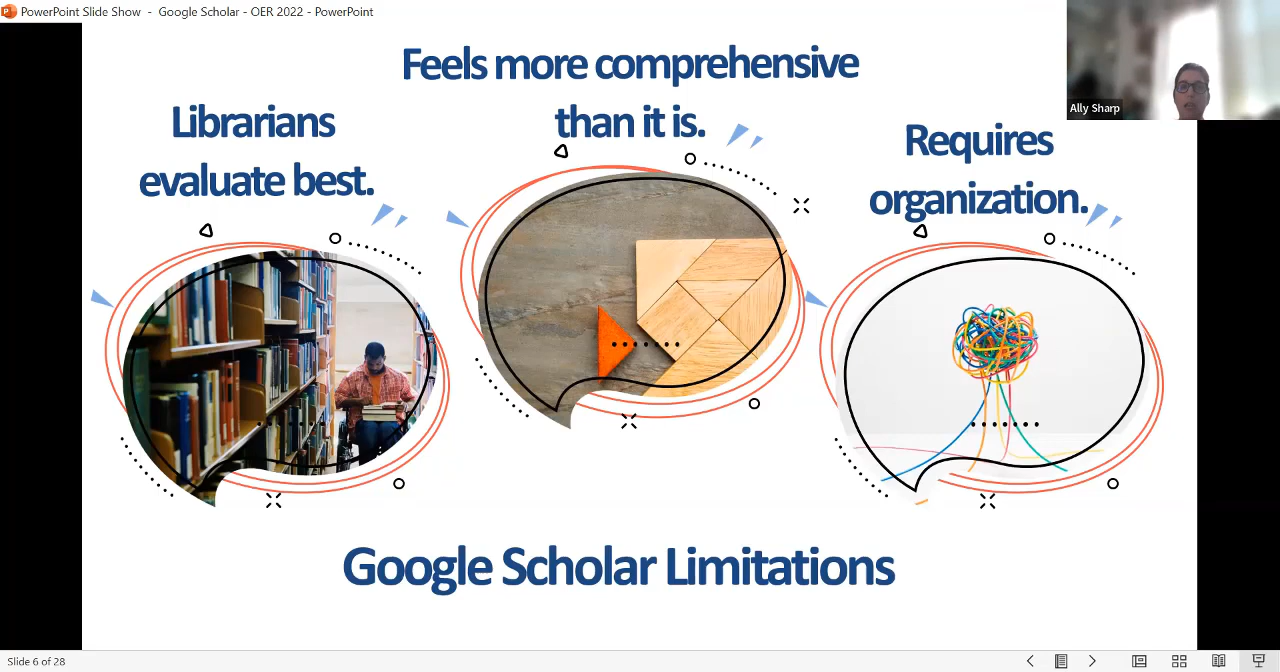 PowerPoint Slide Show - Google Scholar - OER 2022 - PowerPoint
Ally Sharp
Librarians
evaluate best.
Feels more comprehensive
than it is.
Requires
organization.
Google Scholar Limitations
Slide 6 of 28